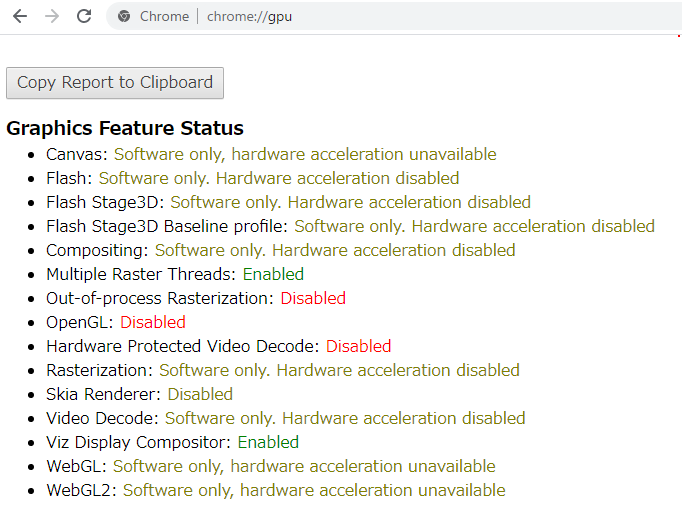 Chrome | chrome://gpu
Copy Report to Clipboard
Graphics Feature Status
Canvas: Software only, hardware acceleration unavailable
Flash: Software only. Hardware acceleration disabled
Flash Stage3D: Software only. Hardware acceleration disabled
Flash Stage3D Baseline profile: Software only. Hardware acceleration disabled
Compositing: Software only. Hardware acceleration disabled
Multiple Raster Threads: Enabled
Out-of-process Rasterization: Disabled
OpenGL: Disabled
Hardware Protected Video Decode: Disabled
Rasterization: Software only. Hardware acceleration disabled
Skia Renderer: Disabled
Video Decode: Software only. Hardware acceleration disabled
Viz Display Compositor: Enabled
WebGL: Software only, hardware acceleration unavailable
WebGL2: Software only, hardware acceleration unavailable